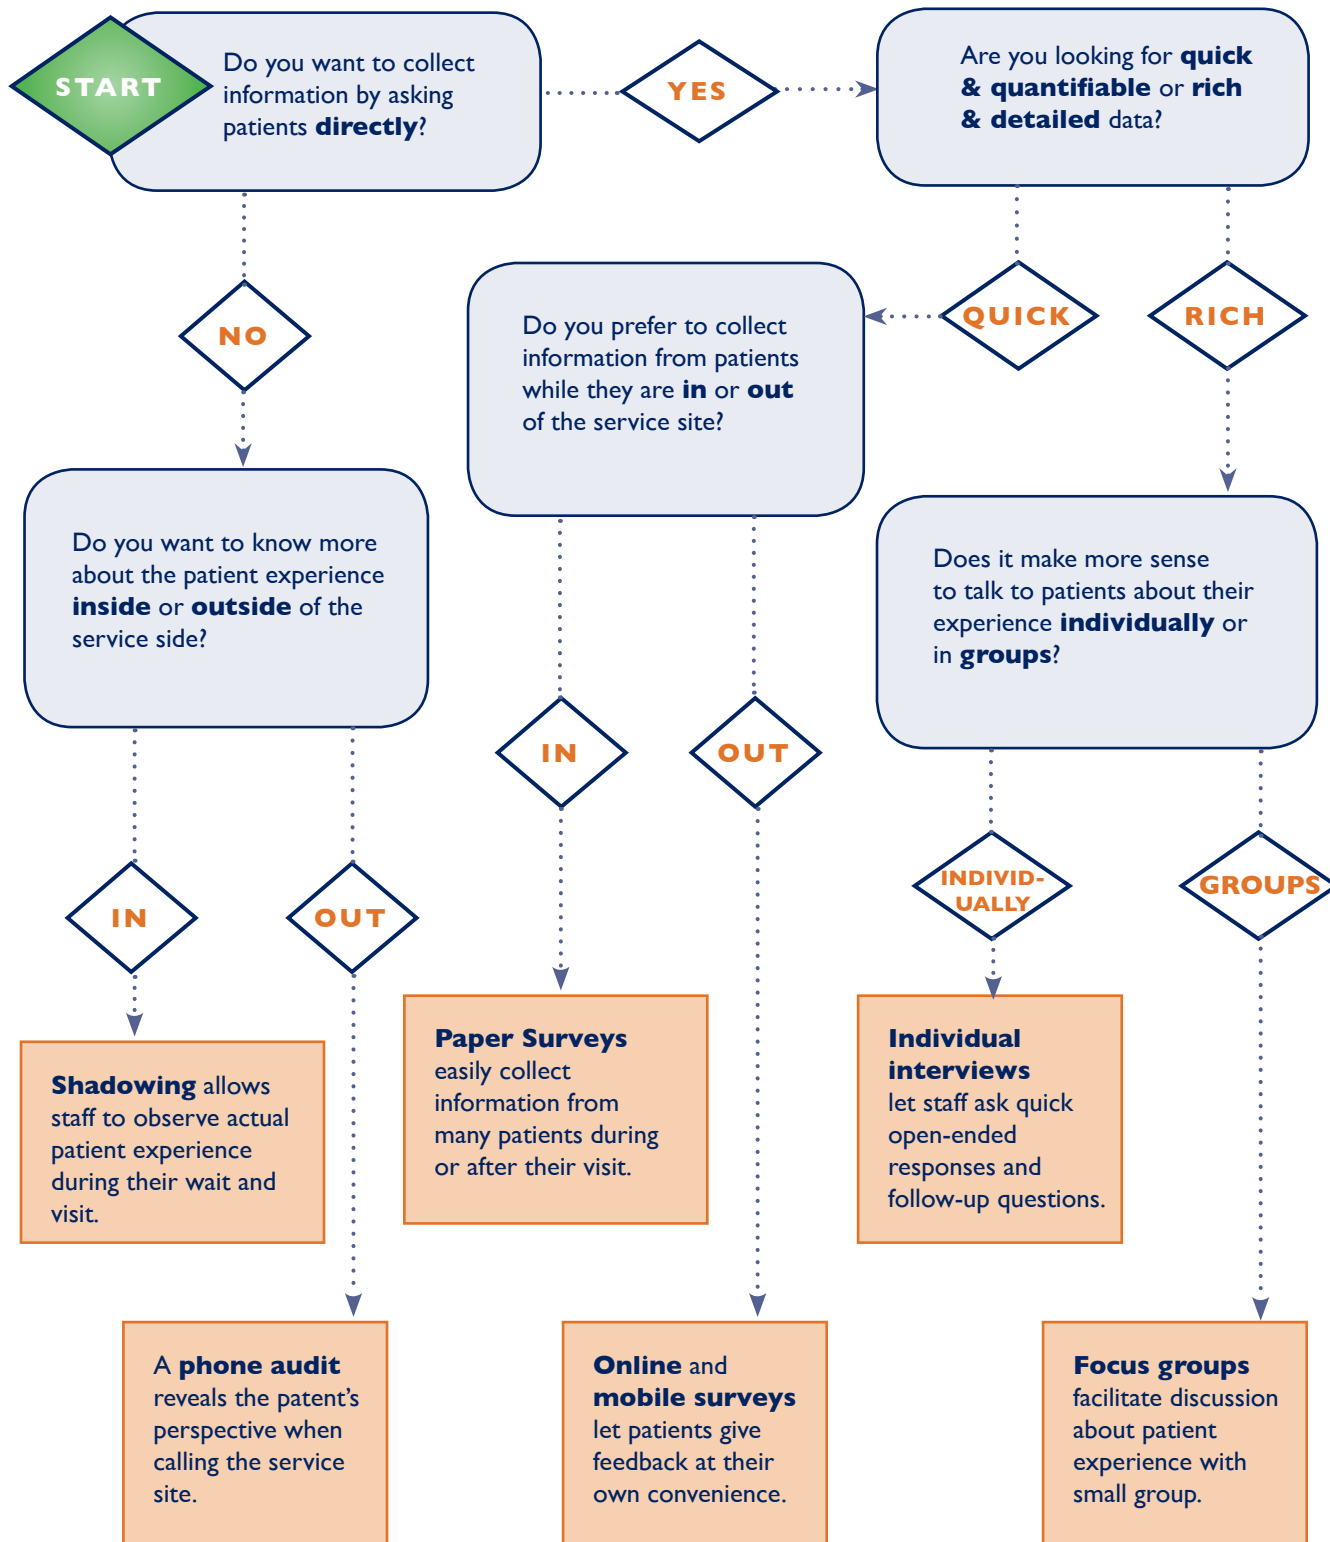 START
Do you want to collect
information by asking
patients directly?
YES
Are you looking for quick
& quantifiable or rich
& detailed data?
NO
Do you prefer to collect
information from patients
while they are in or out
of the service site?
QUICK
RICH
Do you want to know more
about the patient experience
inside or outside of the
service side?
Does it make more sense
to talk to patients about their
experience individually or
in groups?
IN
OUT
IN
OUT
INDIVID-
UALLY
GROUPS
Shadowing allows
staff to observe actual
patient experience
during their wait and
visit.
Paper Surveys
easily collect
information from
many patients during
or after their visit.
Individual
interviews
let staff ask quick
open-ended
responses and
follow-up questions.
A phone audit
reveals the patent's
perspective when
calling the service
site.
Online and
mobile surveys
let patients give
feedback at their
own convenience.
Focus groups
facilitate discussion
about patient
experience with
small group.